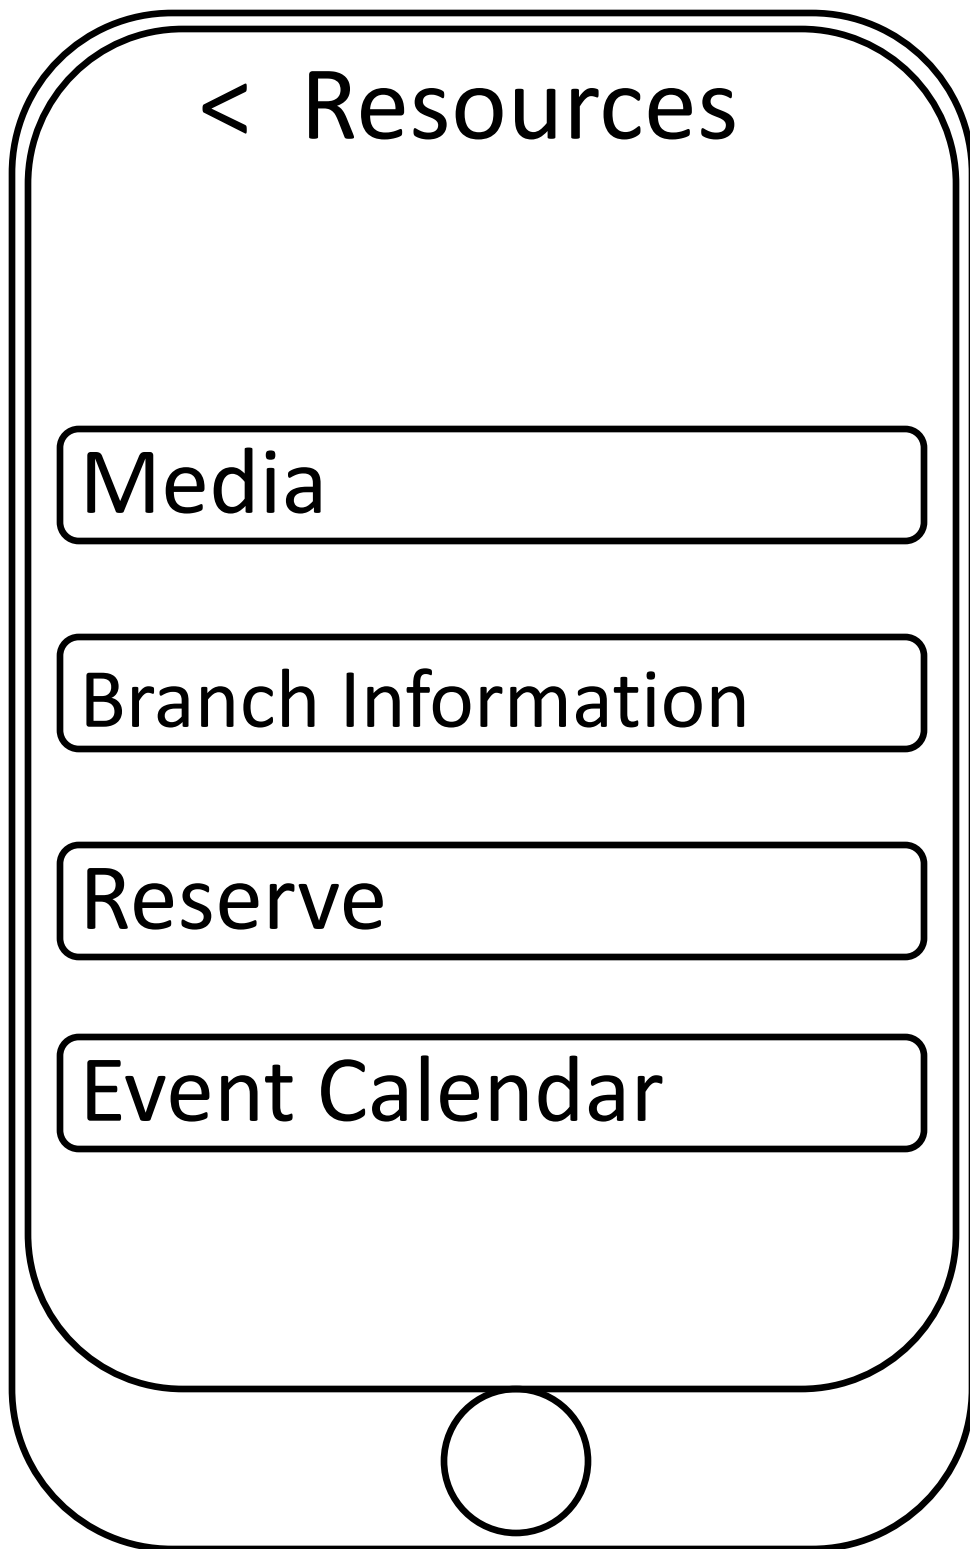 < Resources
Media
Branch Information
Reserve
Event Calendar